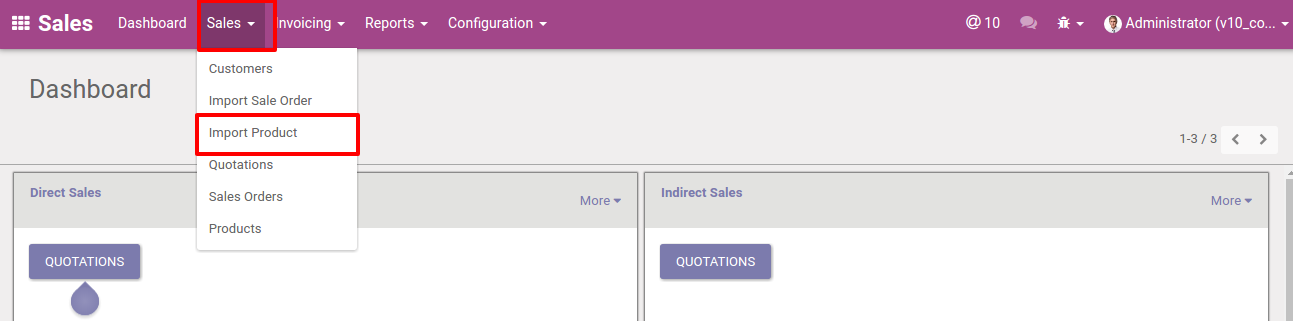 Sales Dashboard Sales Invoicing Reports Configuration @ 10 Administrator (v10_co...
Customers
Dashboard
Import Sale Order
Import Product
1-3 / 3
Quotations
Direct Sales
Sales Orders
More
Indirect Sales
More
Products
QUOTATIONS
QUOTATIONS